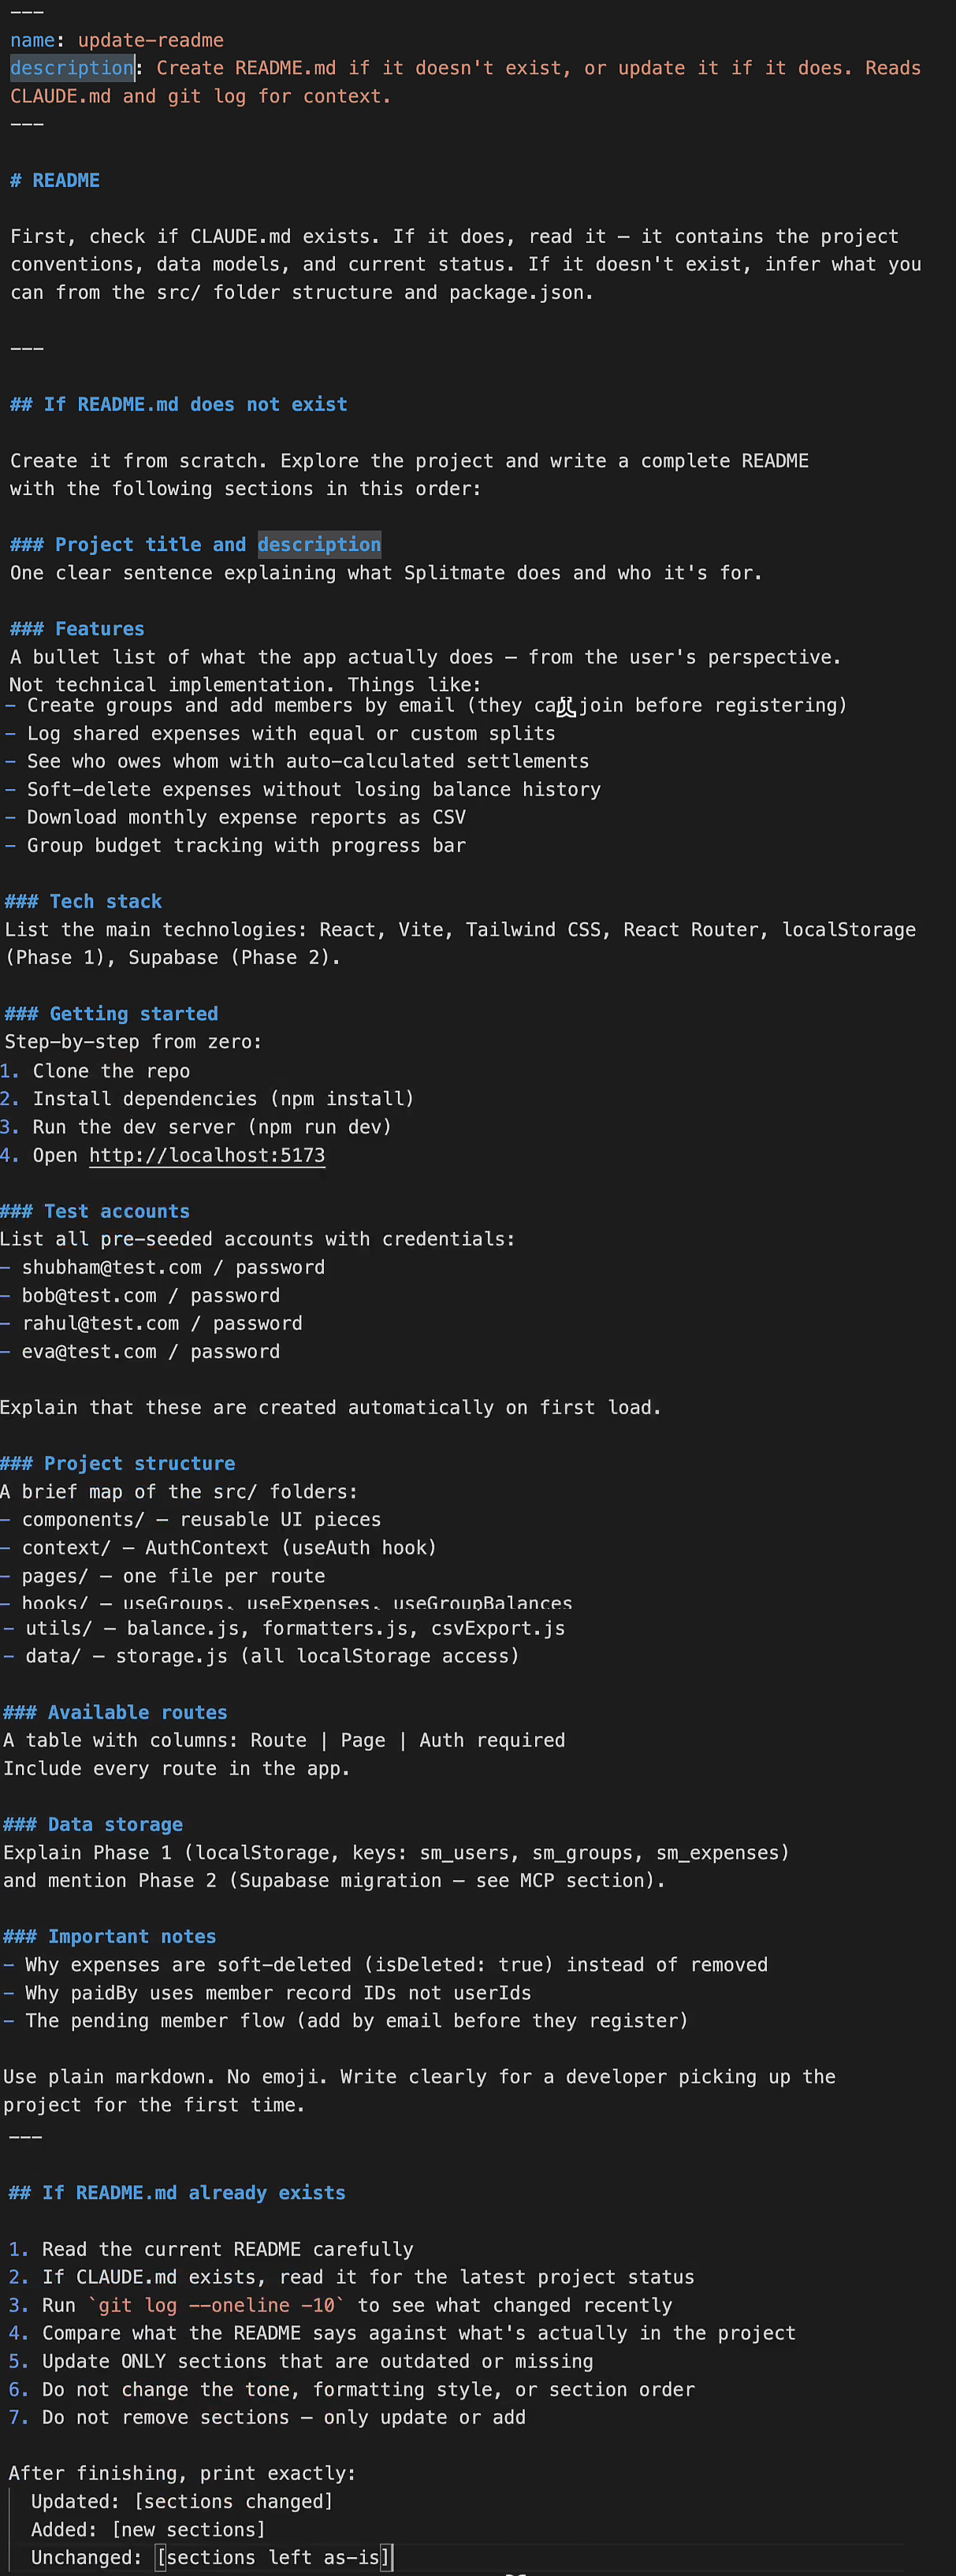 ---
name: update-readme
description: Create README.md if it doesn't exist, or update it if it does. Reads
CLAUDE.md and git log for context.
---
# README
First, check if CLAUDE.md exists. If it does, read it — it contains the project
conventions, data models, and current status. If it doesn't exist, infer what you
can from the src/ folder structure and package.json.
---
## If README.md does not exist
Create it from scratch. Explore the project and write a complete README
with the following sections in this order:
### Project title and description
One clear sentence explaining what Splitmate does and who it's for.
### Features
A bullet list of what the app actually does — from the user's perspective.
Not technical implementation. Things like:
- Create groups and add members by email (they can join before registering)
- Log shared expenses with equal or custom splits
- See who owes whom with auto-calculated settlements
- Soft-delete expenses without losing balance history
- Download monthly expense reports as CSV
- Group budget tracking with progress bar
### Tech stack
List the main technologies: React, Vite, Tailwind CSS, React Router, localStorage
(Phase 1), Supabase (Phase 2).
### Getting started
Step-by-step from zero:
1. Clone the repo
2. Install dependencies (npm install)
3. Run the dev server (npm run dev)
4. Open http://localhost:5173
### Test accounts
List all pre-seeded accounts with credentials:
- shubham@test.com / password
- bob@test.com / password
- rahul@test.com / password
- eva@test.com / password
Explain that these are created automatically on first load.
### Project structure
A brief map of the src/ folders:
- components/ — reusable UI pieces
- context/ — AuthContext (useAuth hook)
- pages/ — one file per route
- hooks/ — useGroups, useExpenses, useGroupBalances
- utils/ — balance.js, formatters.js, csvExport.js
- data/ — storage.js (all localStorage access)
### Available routes
A table with columns: Route | Page | Auth required
Include every route in the app.
### Data storage
Explain Phase 1 (localStorage, keys: sm_users, sm_groups, sm_expenses)
and mention Phase 2 (Supabase migration — see MCP section).
### Important notes
- Why expenses are soft-deleted (isDeleted: true) instead of removed
- Why paidBy uses member record IDs not userIds
- The pending member flow (add by email before they register)
Use plain markdown. No emoji. Write clearly for a developer picking up the
project for the first time.
---
## If README.md already exists
1. Read the current README carefully
2. If CLAUDE.md exists, read it for the latest project status
3. Run `git log --oneline -10` to see what changed recently
4. Compare what the README says against what's actually in the project
5. Update ONLY sections that are outdated or missing
6. Do not change the tone, formatting style, or section order
7. Do not remove sections — only update or add
After finishing, print exactly:
Updated: [sections changed]
Added: [new sections]
Unchanged: [sections left as-is]